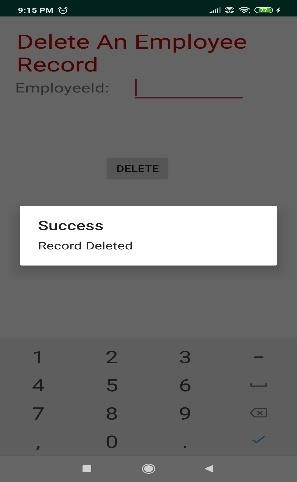 9:15 PM
Delete An Employee
Record
EmployeeId:
DELETE
Success
Record Deleted
1 2 3 -
4 5 6
7 8 9
, 0 .